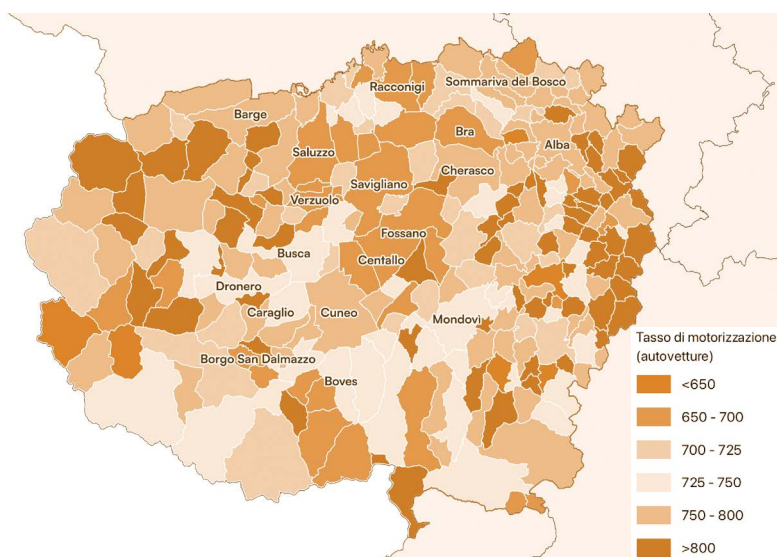 Racconigi
Sommariva del Bosco
Barge
Bra
Alba
Saluzzo
Cherasco
Savigliano
Verzuolo
Fossano
Busca
Centallo
Dronero
Caraglio
Cuneo
Mondovì
Borgo San Dalmazzo
Boves
Tasso di motorizzazione
(autovetture)
<650
650 - 700
700 - 725
725 - 750
750 - 800
>800